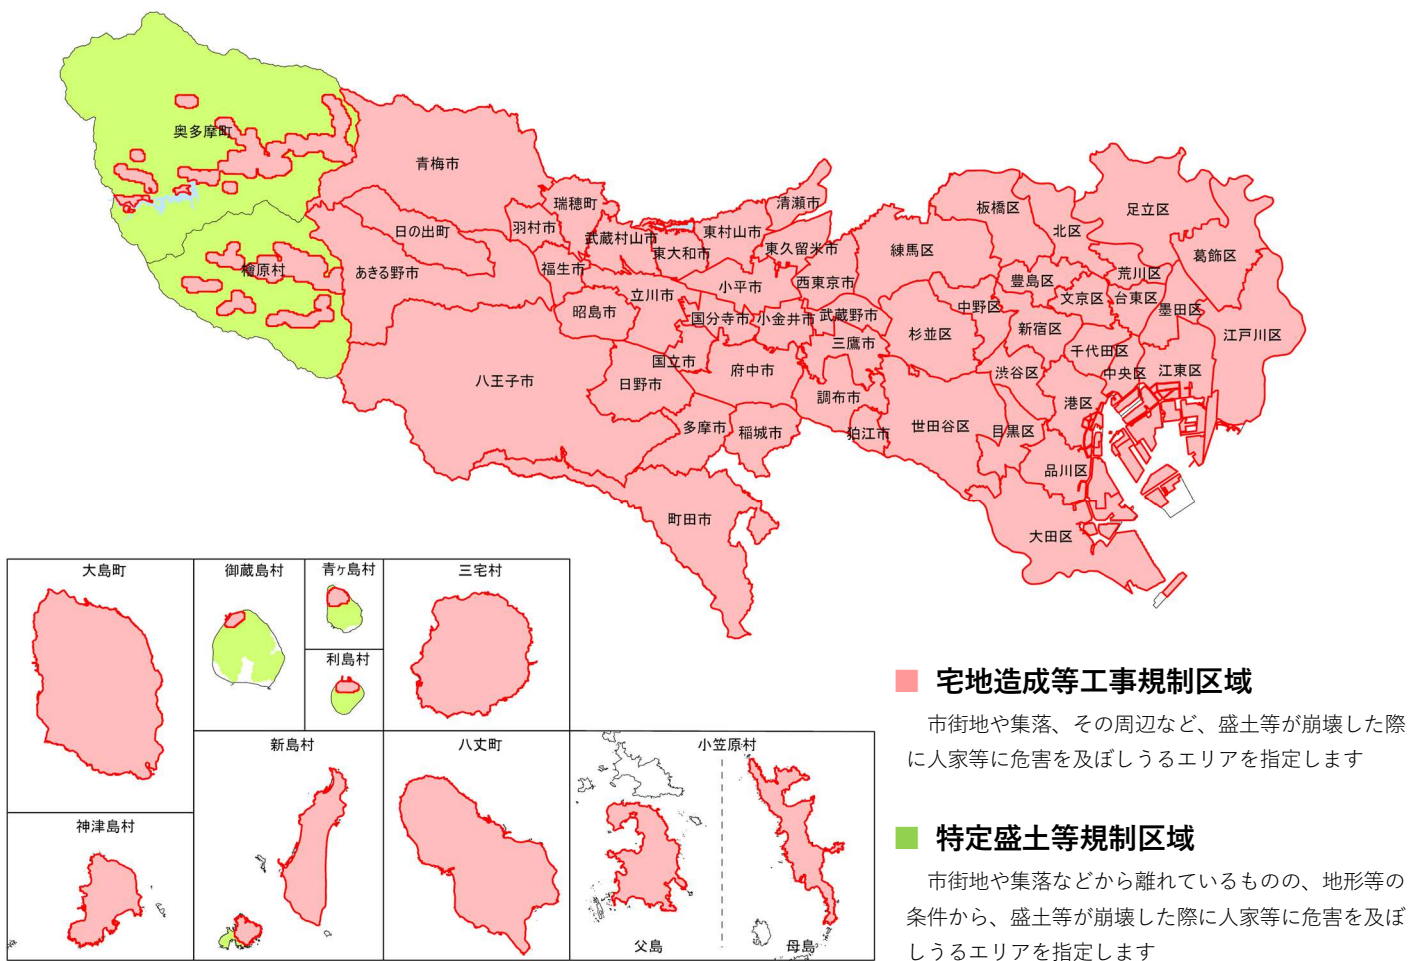 奥多摩町
青梅市
檜原村
日の出町
あきる野市
瑞穂町
羽村市
武蔵村山市
東大和市
東村山市
清瀬市
東久留米市
福生市
昭島市
立川市
小平市
西東京市
国分寺市
小金井市
武蔵野市
三鷹市
国立市
府中市
調布市
狛江市
八王子市
日野市
多摩市
稲城市
町田市
練馬区
板橋区
北区
足立区
葛飾区
荒川区
豊島区
文京区
台東区
墨田区
江戸川区
中野区
杉並区
新宿区
千代田区
中央区
江東区
渋谷区
港区
世田谷区
目黒区
品川区
大田区
大島町
御蔵島村
青ヶ島村
三宅村
利島村
神津島村
新島村
八丈町
小笠原村
父島
母島
宅地造成等工事規制区域
市街地や集落、その周辺など、盛土等が崩壊した際
に人家等に危害を及ぼしうるエリアを指定します
特定盛土等規制区域
市街地や集落などから離れているものの、地形等の
条件から、盛土等が崩壊した際に人家等に危害を及ぼ
しうるエリアを指定します